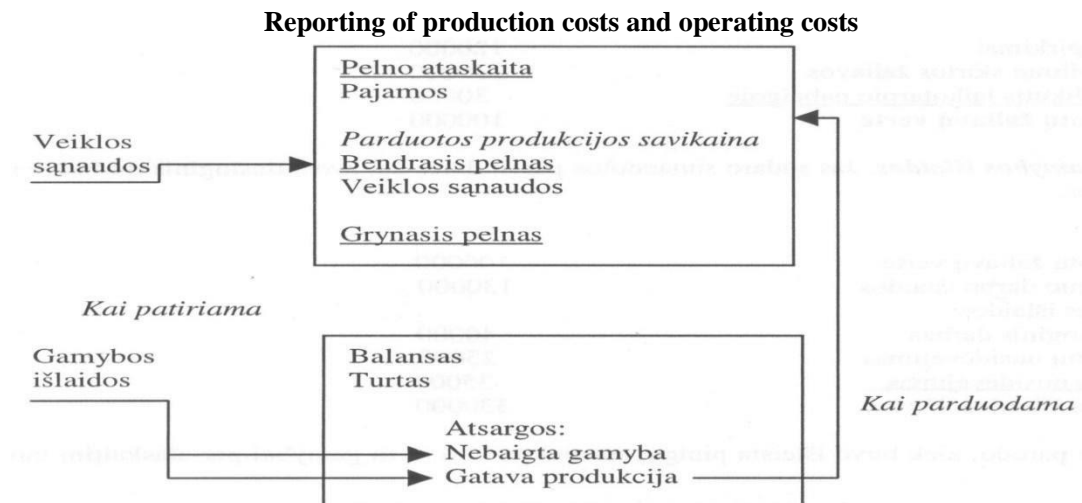 Reporting of production costs and operating costs
Pelno ataskaita
Pajamos
Parduotos produkcijos savikaina
Bendrasis pelnas
Veiklos sąnaudos
Grynasis pelnas
Veiklos
sąnaudos
Kai patiriama
Gamybos
išlaidos
Balansas
Turtas
Atsargos:
Nebaigta gamyba
Gatava produkcija
Kai parduodama